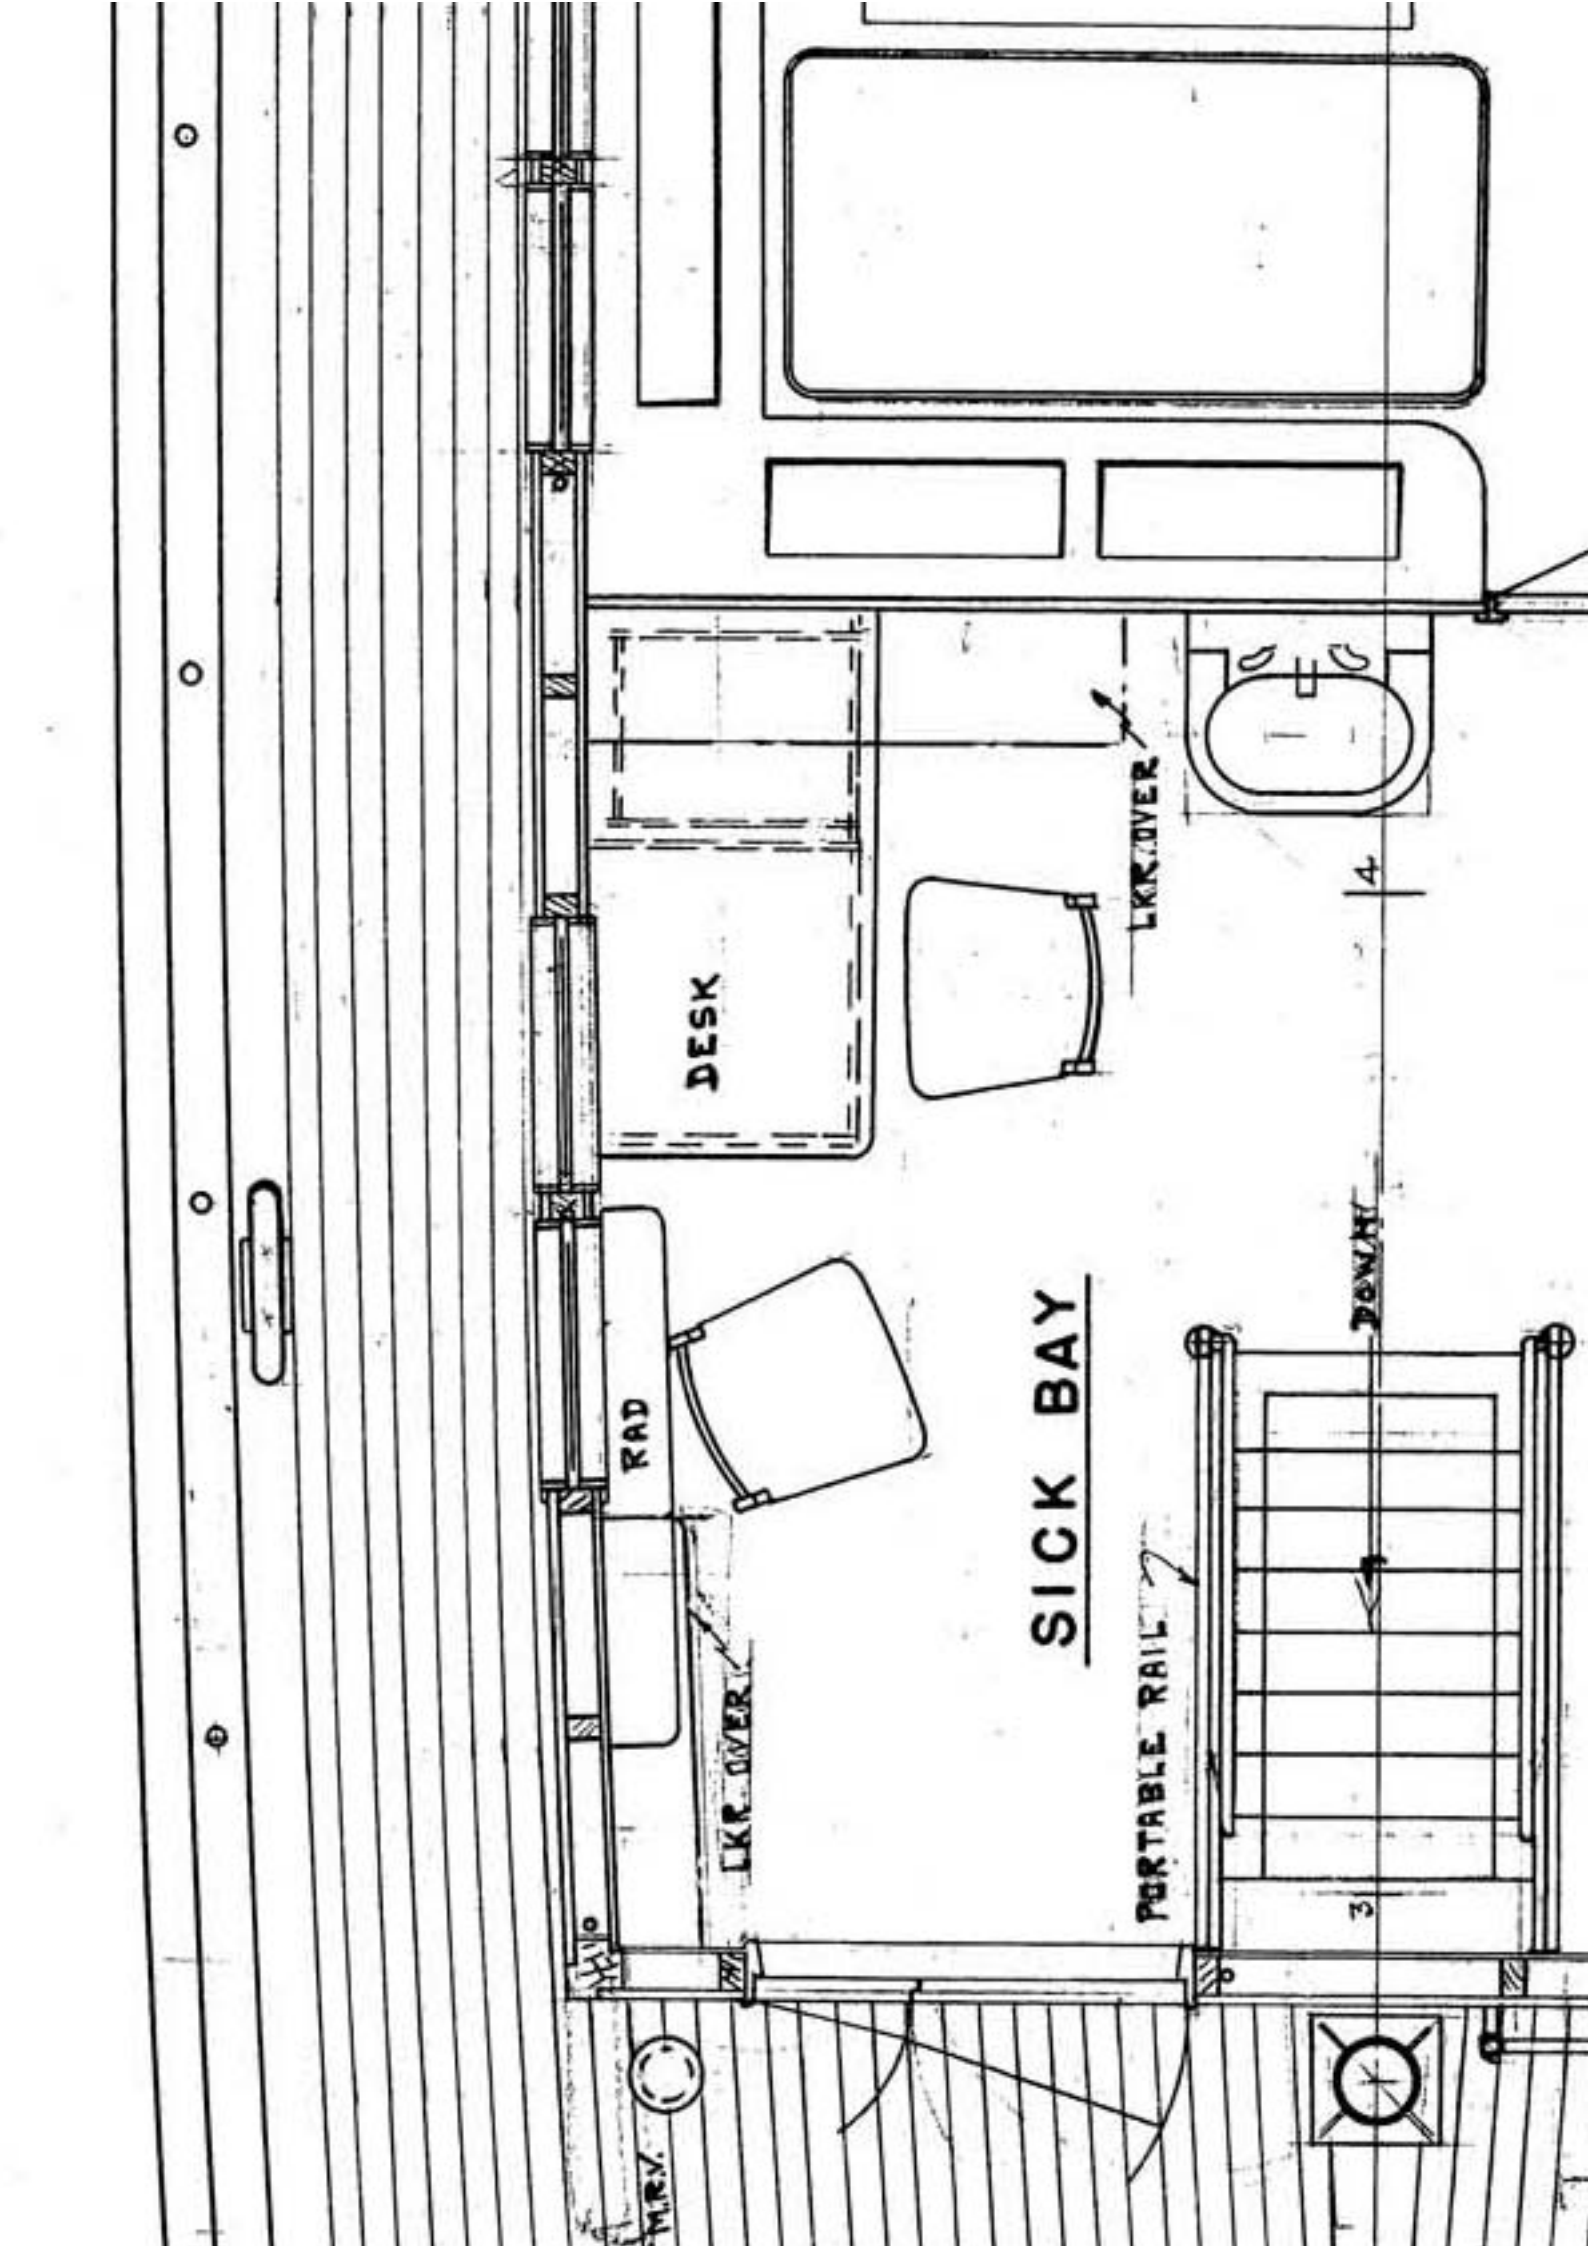 DESK
LKR. OVER
4
RAD
SICK BAY
DOWN
LKR. OVER
PORTABLE RAIL
3
M.R.V.